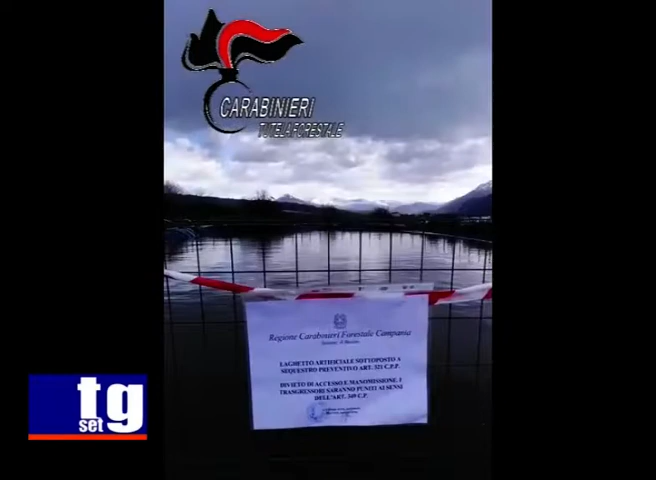 CARABINIERI
TUTELA FORESTALE
Regione Carabinieri Forestale Campania
LAGHETTO ARTIFICIALE SOTTOPOSTO A
SEQUESTRO PREVENTIVO ART. 321 C.P.P.
DIVIETO DI ACCESSO E MANOMISSIONE. I
TRASGRESSORI SARANNO PUNITI AI SENSI
DELL'ART. 349 C.P.
tg
set